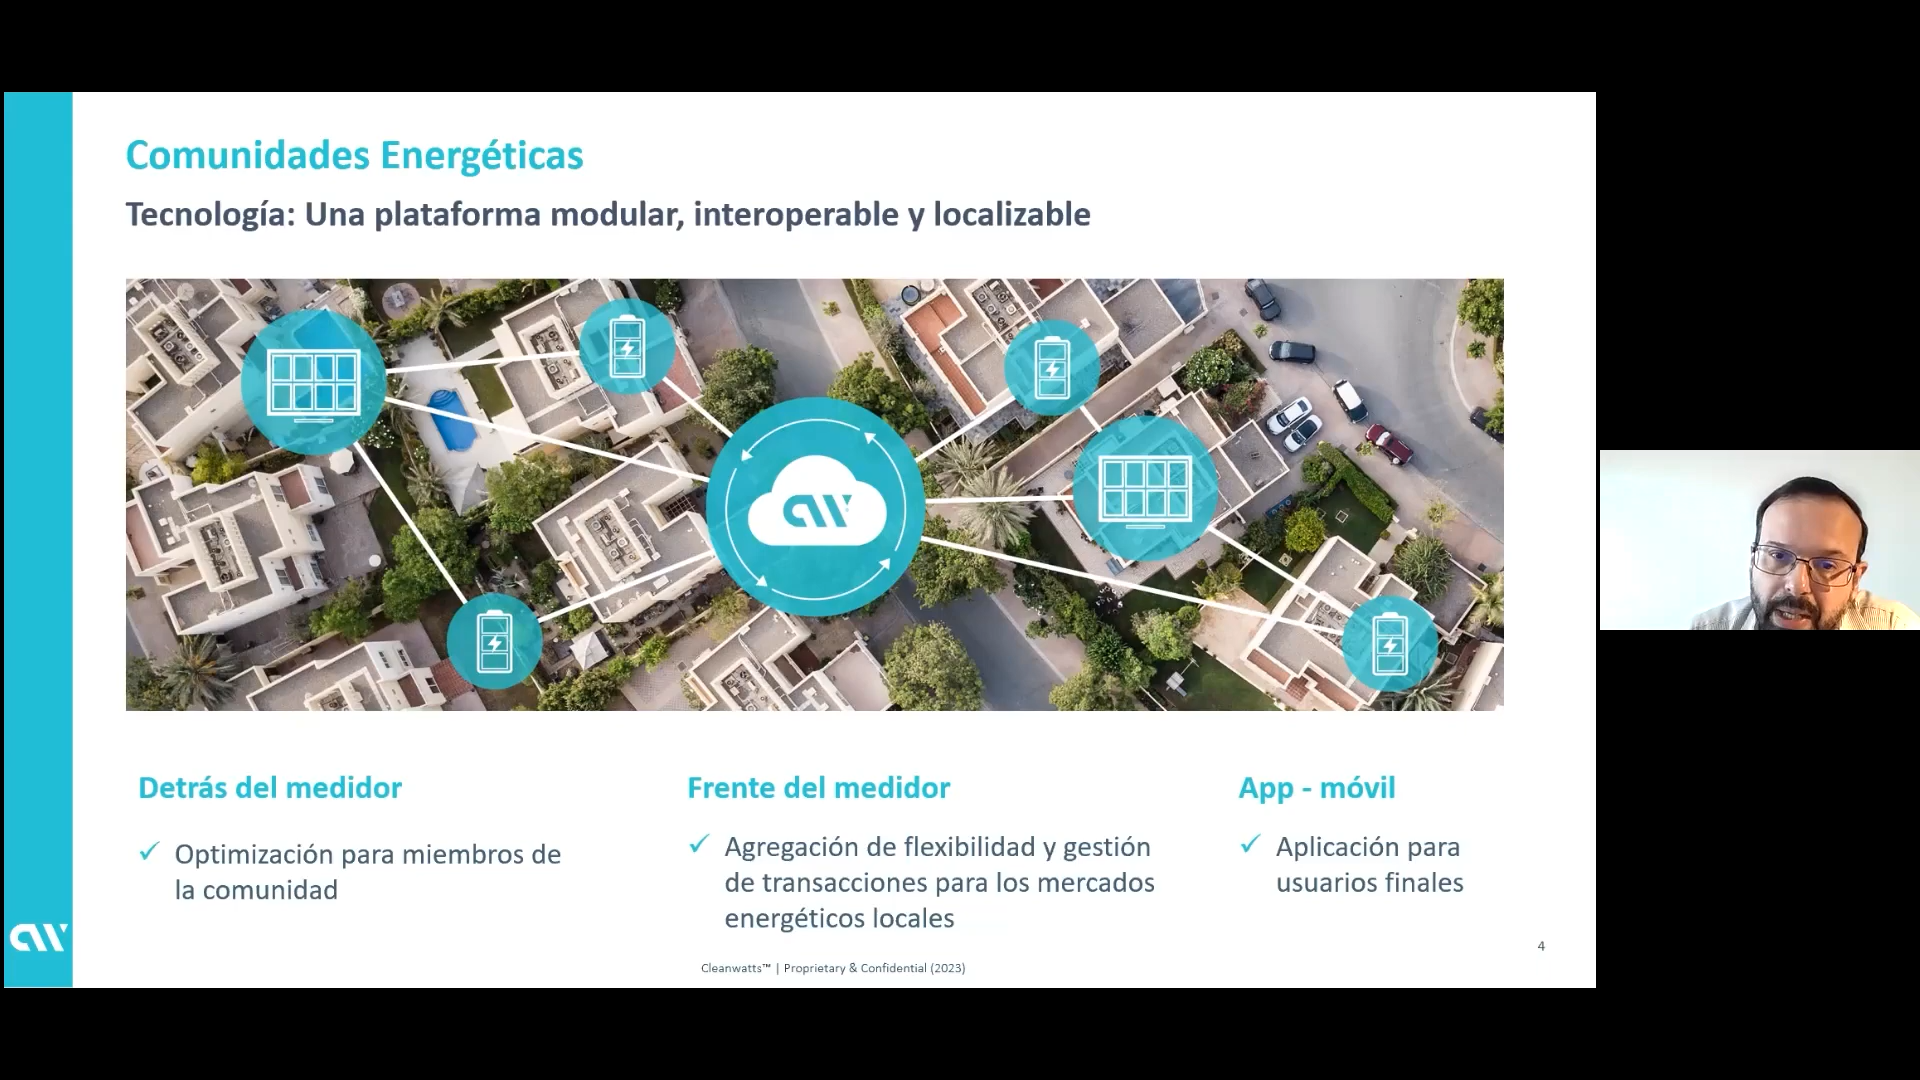 Comunidades Energéticas
Tecnología: Una plataforma modular, interoperable y localizable
Detrás del medidor
✓ Optimización para miembros de
la comunidad
Frente del medidor
✓ Agregación de flexibilidad y gestión
de transacciones para los mercados
energéticos locales
App - móvil
✓ Aplicación para
usuarios finales
4
Cleanwatts™ | Proprietary & Confidential (2023)